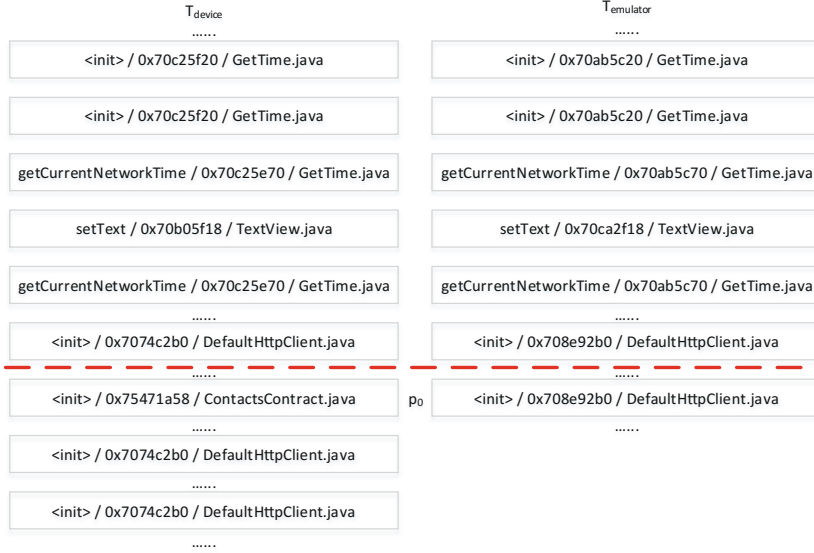 T device
......
<init> / 0x70c25f20 / GetTime.java
<init> / 0x70c25f20 / GetTime.java
getCurrentNetworkTime / 0x70c25e70 / GetTime.java
setText / 0x70b05f18 / TextView.java
getCurrentNetworkTime / 0x70c25e70 / GetTime.java
......
<init> / 0x7074c2b0 / DefaultHttpClient.java
......
<init> / 0x75471a58 / ContactsContract.java
......
<init> / 0x7074c2b0 / DefaultHttpClient.java
......
<init> / 0x7074c2b0 / DefaultHttpClient.java
......
p0
T emulator
......
<init> / 0x70ab5c20 / GetTime.java
<init> / 0x70ab5c20 / GetTime.java
getCurrentNetworkTime / 0x70ab5c70 / GetTime.java
setText / 0x70ca2f18 / TextView.java
getCurrentNetworkTime / 0x70ab5c70 / GetTime.java
......
<init> / 0x708e92b0 / DefaultHttpClient.java
......
<init> / 0x708e92b0 / DefaultHttpClient.java
......